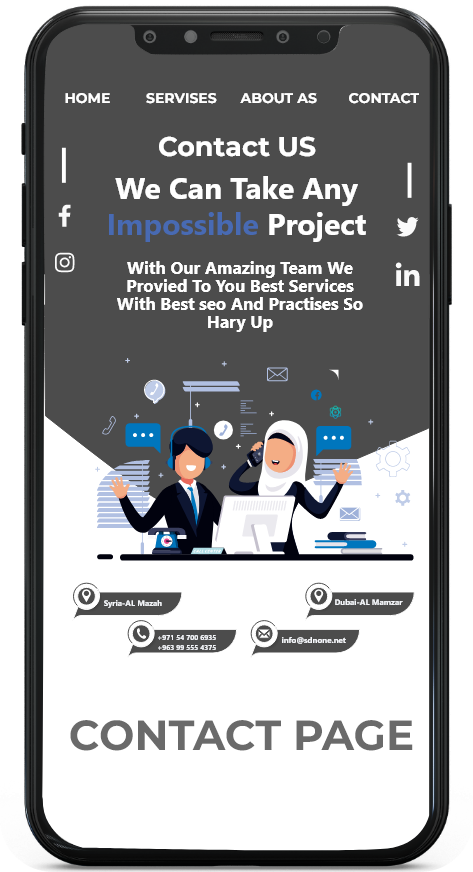 HOME SERVISES ABOUT AS CONTACT
Contact US
We Can Take Any
Impossible Project
With Our Amazing Team We
Provied To You Best Services
With Best seo And Practises So
Hary Up
Syria-AL Mazah
Dubai-AL Mamzar
+971 54 700 6935
+963 99 555 4375
info@sdnone.net
CONTACT PAGE